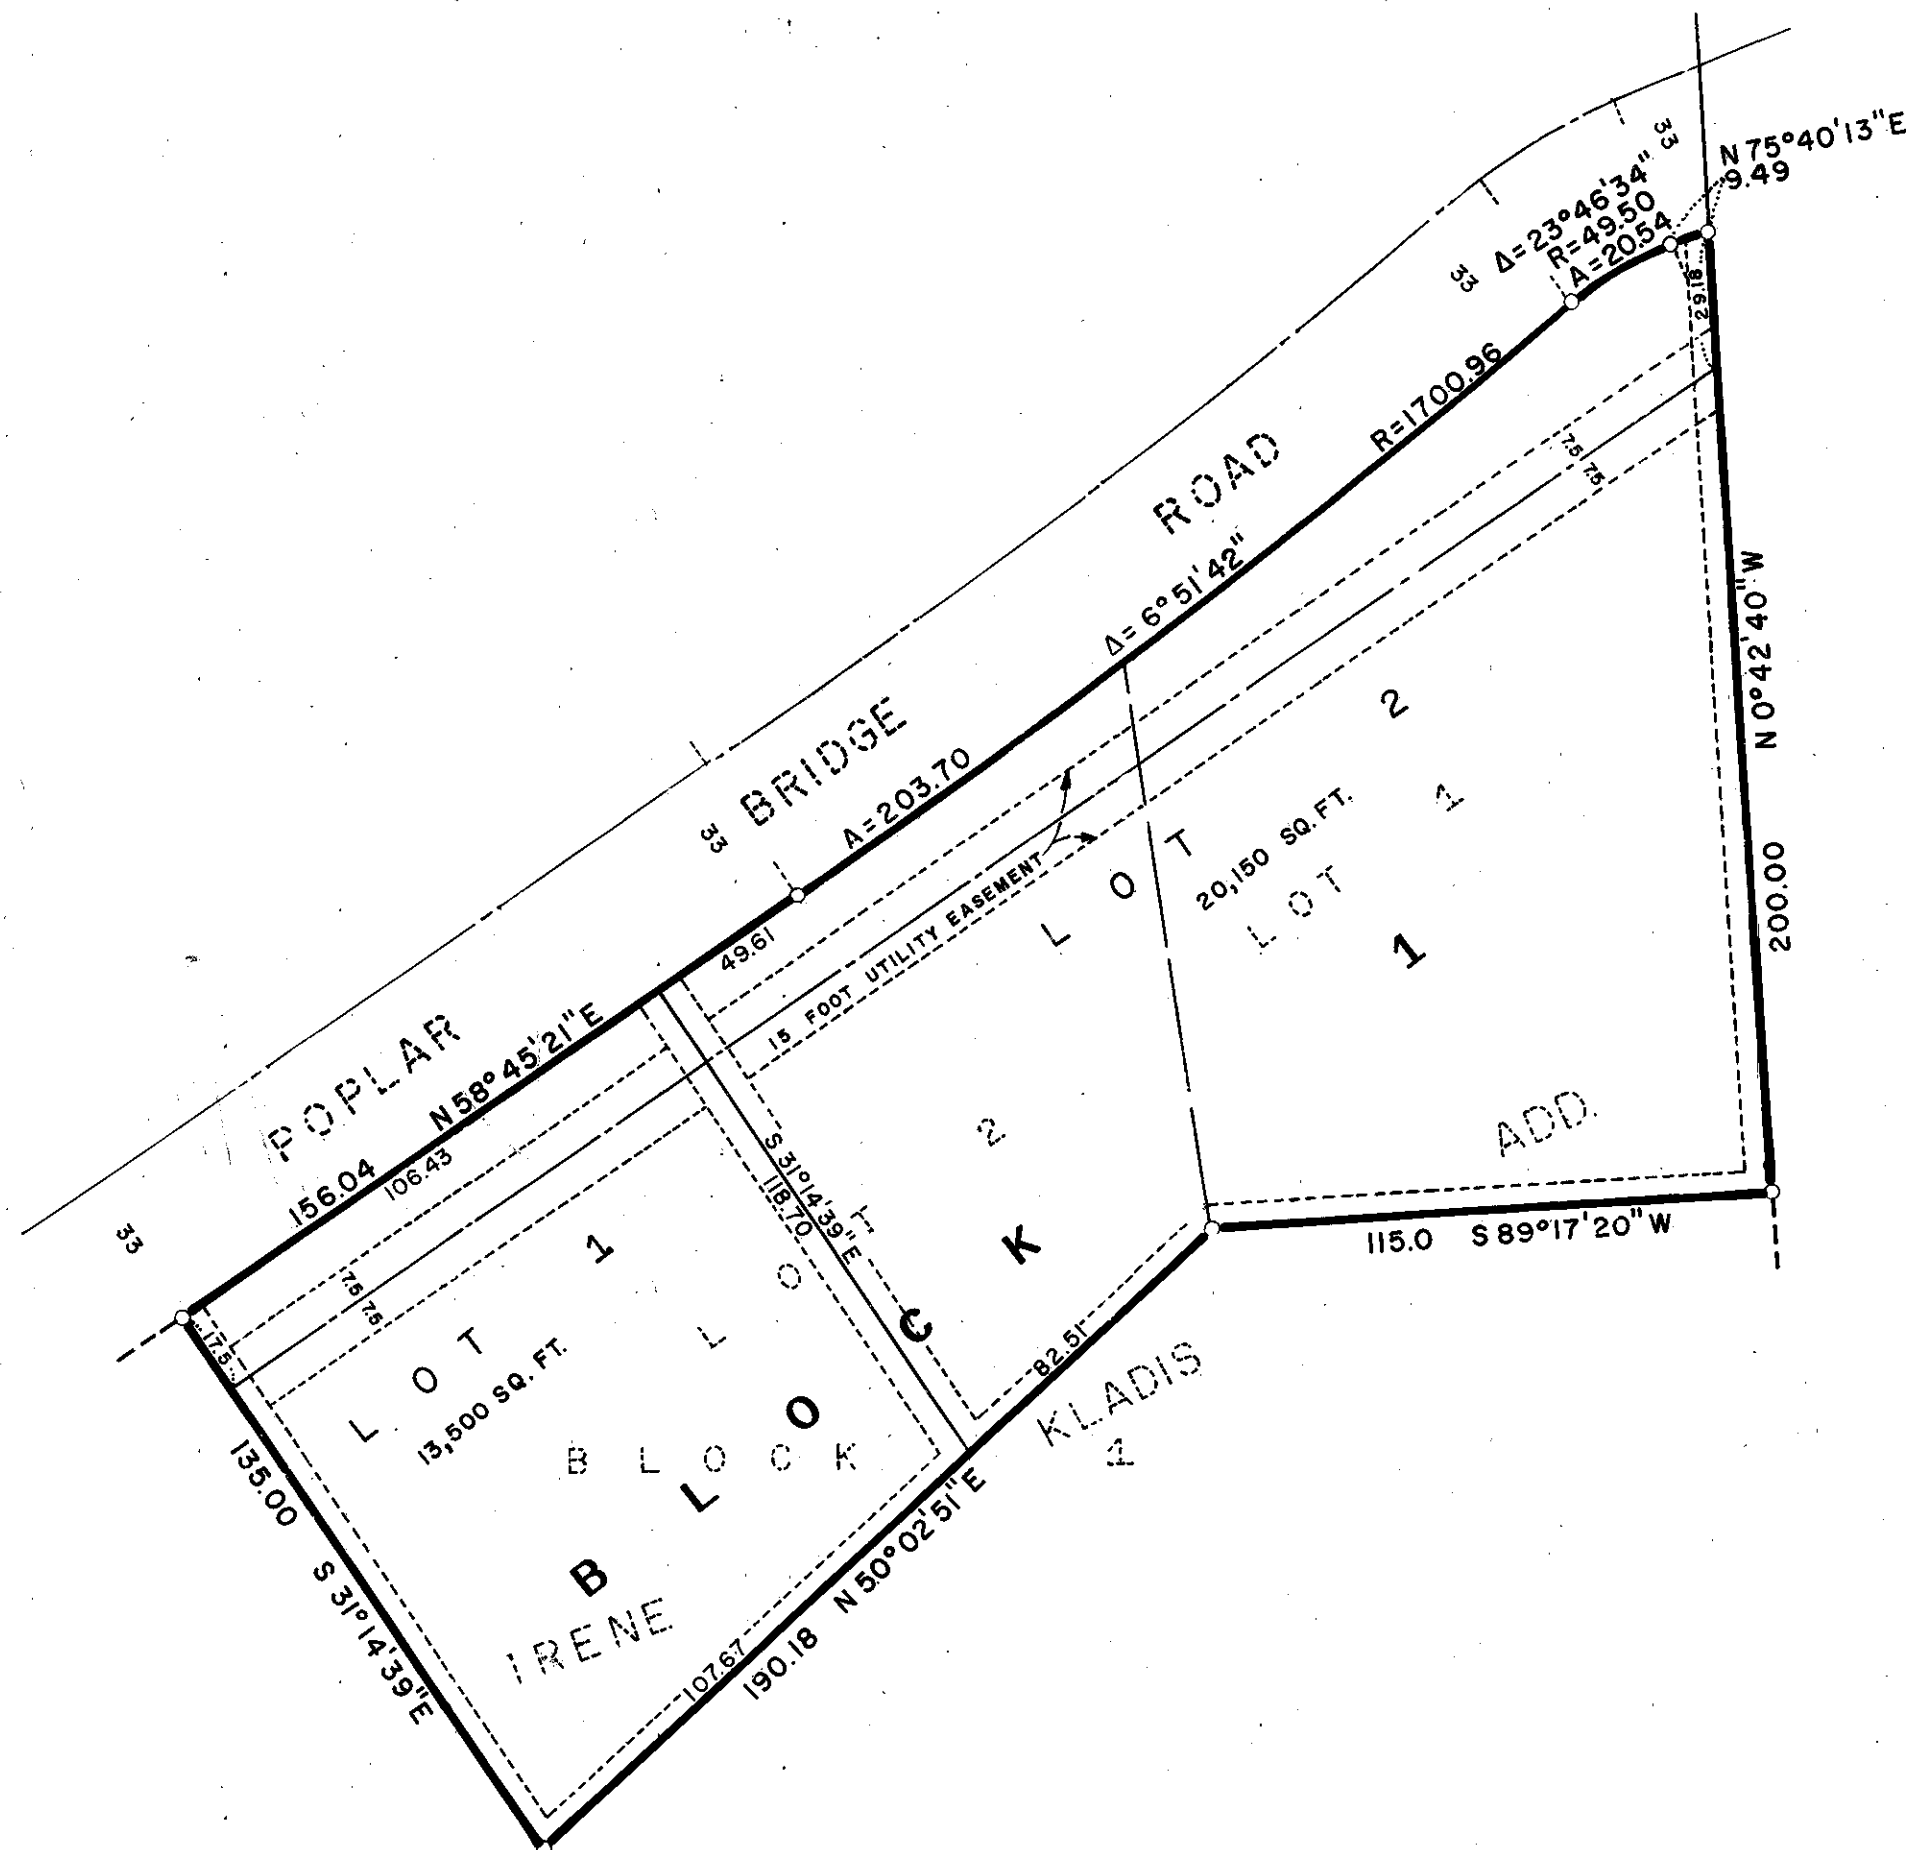 N 75°40'13"E
9.49
33
Δ=23°46'34"
R=49.50
A=20.54
33
29.18
R=1700.96
7.5 7.5
ROAD
Δ= 6°51'42"
N 0°42'40"W
200.00
2
1
BRIDGE
A=203.70
33
20,150 SQ. FT.
LOT
LOT
1
49.61
15 FOOT UTILITY EASEMENT
POPLAR
N 58°45'21"E
156.04
106.43
33
2
ADD.
S 31°14'39"E
118.70
115.0 S 89°17'20"W
1
LOT
K
7.5 7.5
17.5
LOT
13,500 SQ. FT.
C
82.51
KLADIS
1
O
BLOCK
L
135.00
S 31°14'39"E
B
IRENE
107.67
190.18 N 50°02'51"E